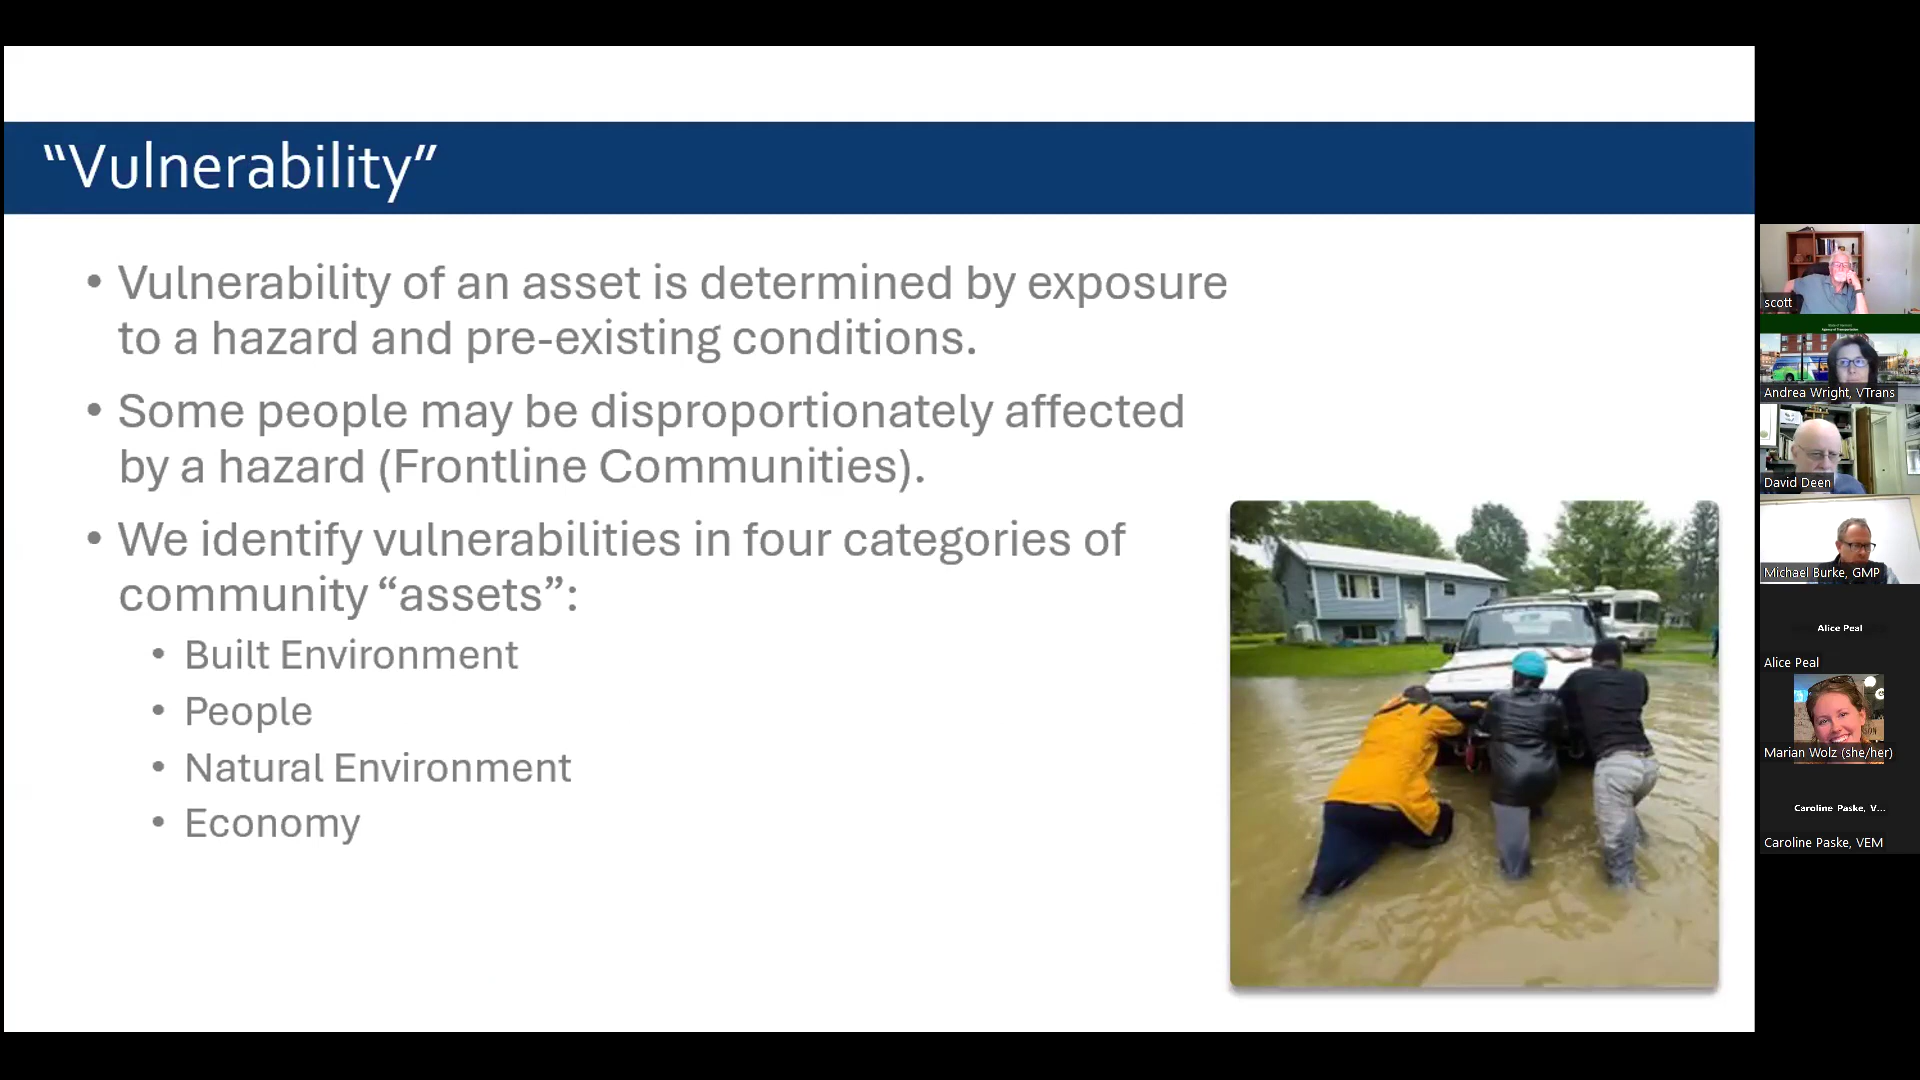 “Vulnerability”
• Vulnerability of an asset is determined by exposure
to a hazard and pre-existing conditions.
• Some people may be disproportionately affected
by a hazard (Frontline Communities).
• We identify vulnerabilities in four categories of
community “assets”:
• Built Environment
• People
• Natural Environment
• Economy
scott
Andrea Wright, VTrans
David Deen
Michael Burke, GMP
Alice Peal
Alice Peal
Marian Wolz (she/her)
Caroline Paske, V...
Caroline Paske, VEM